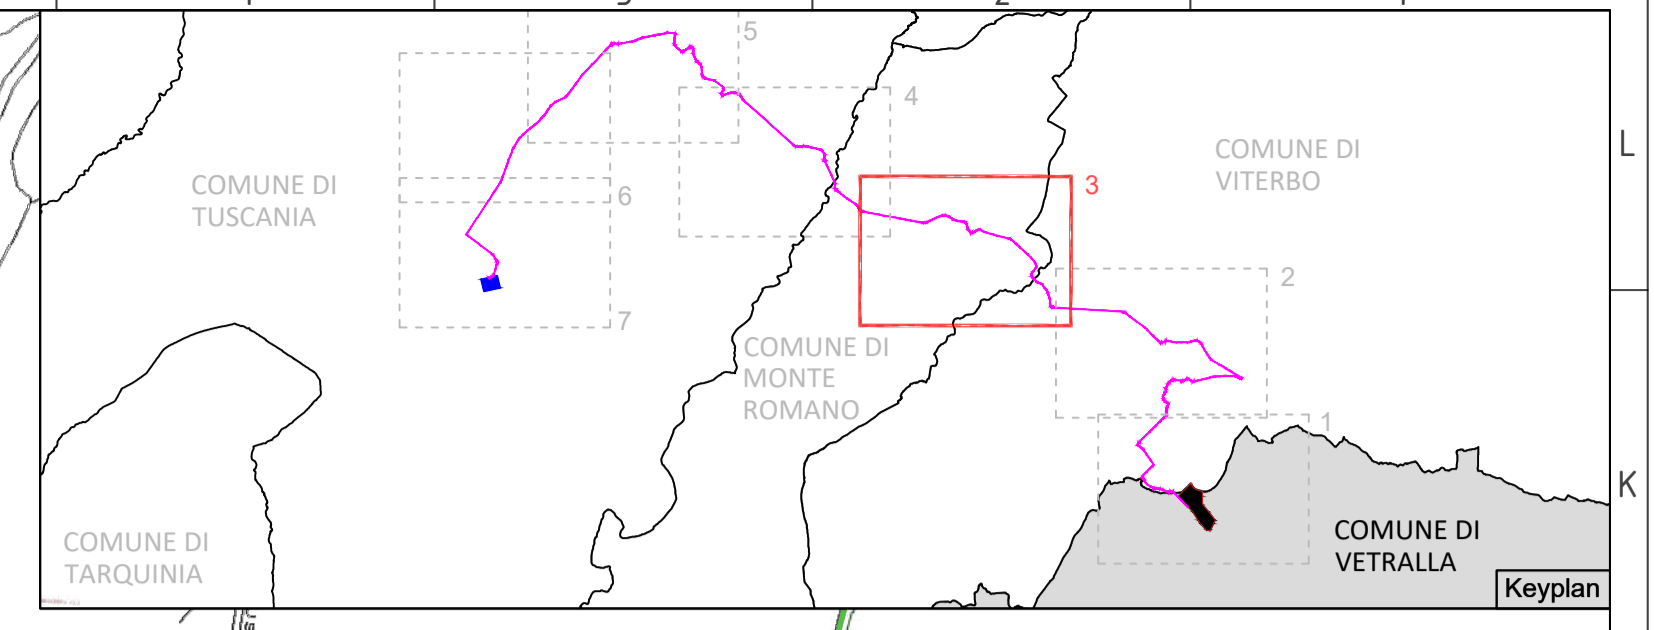 5
4
L
COMUNE DI
VITERBO
COMUNE DI
TUSCANIA
3
6
2
7
COMUNE DI
MONTE
ROMANO
1
K
COMUNE DI
VETRALLA
COMUNE DI
TARQUINIA
Keyplan